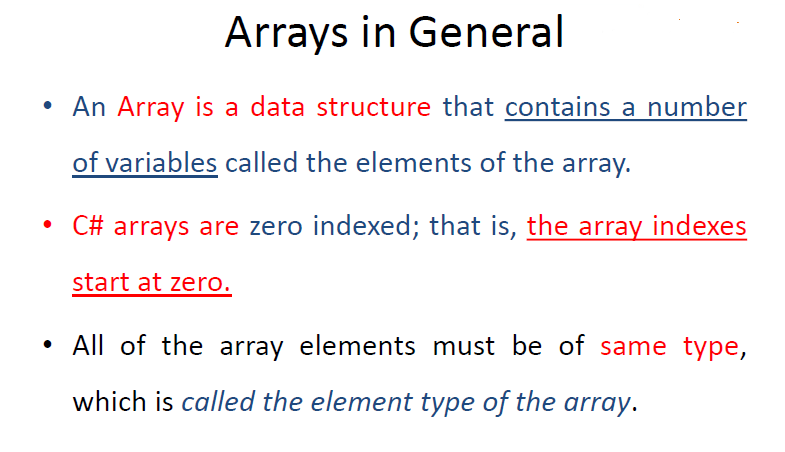 Arrays in General
• An Array is a data structure that contains a number
of variables called the elements of the array.
• C# arrays are zero indexed; that is, the array indexes
start at zero.
• All of the array elements must be of same type,
which is called the element type of the array.